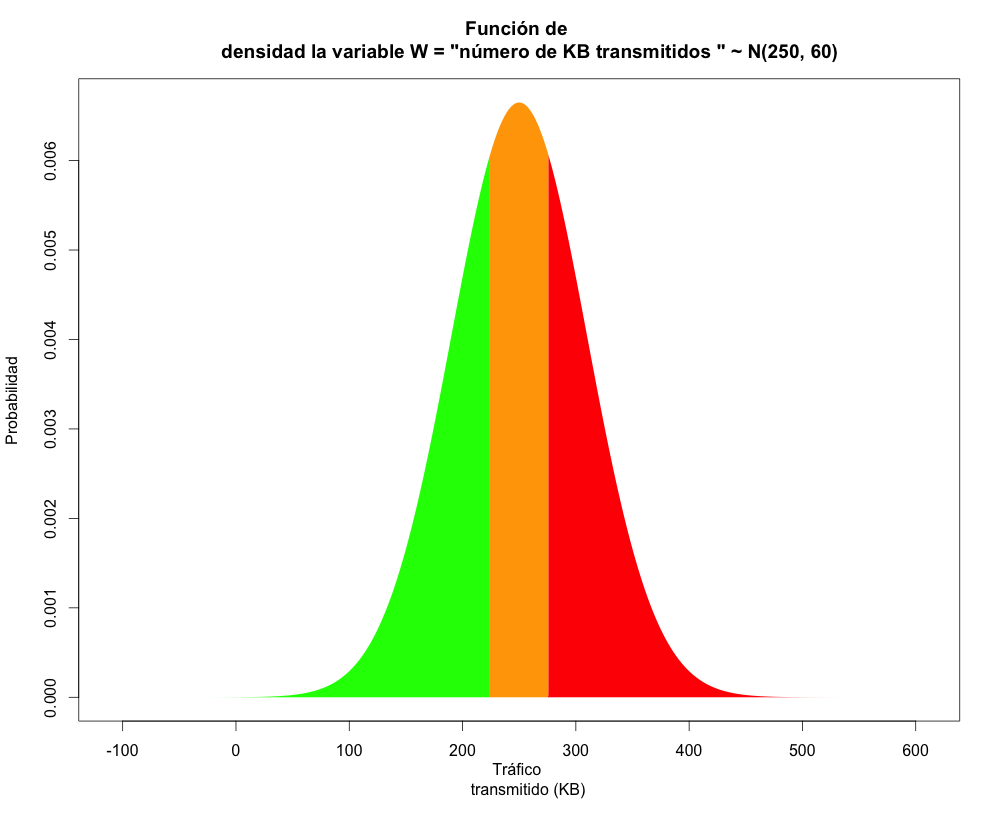 Función de
densidad la variable W = "número de KB transmitidos " ~ N(250, 60)
Probabilidad
0.006
0.005
0.004
0.003
0.002
0.001
0.000
-100 0 100 200 300 400 500 600
Tráfico
transmitido (KB)